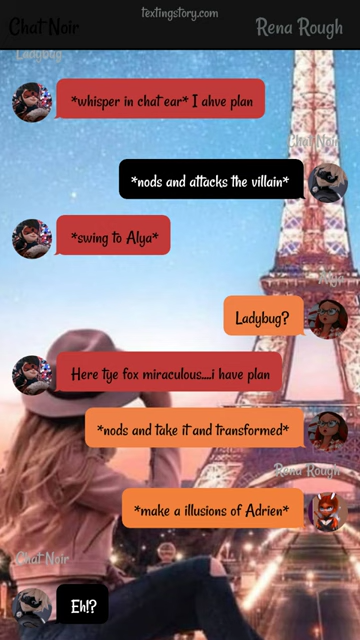 textingstory.com
Chat Noir
Rena Rough
Ladybug
*whisper in chat ear* I ahve plan
Chat Noir
*nods and attacks the villain*
*swing to Alya*
Alya
Ladybug?
Here tye fox miraculous....i have plan
*nods and take it and transformed*
Rena Rough
*make a illusions of Adrien*
Chat Noir
Eh!?